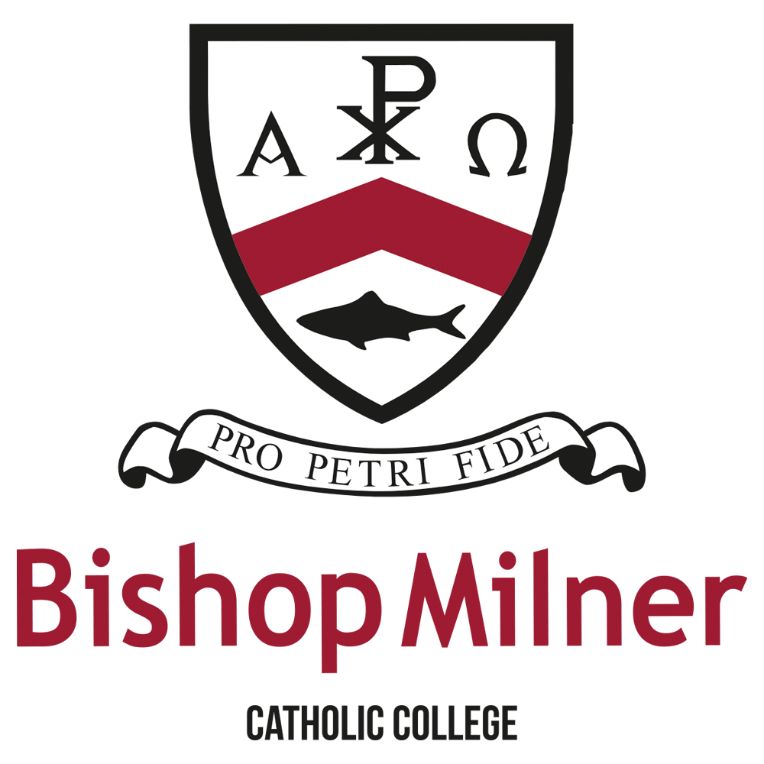 Α ☧ Ω
PRO PETRI FIDE
Bishop Milner
CATHOLIC COLLEGE